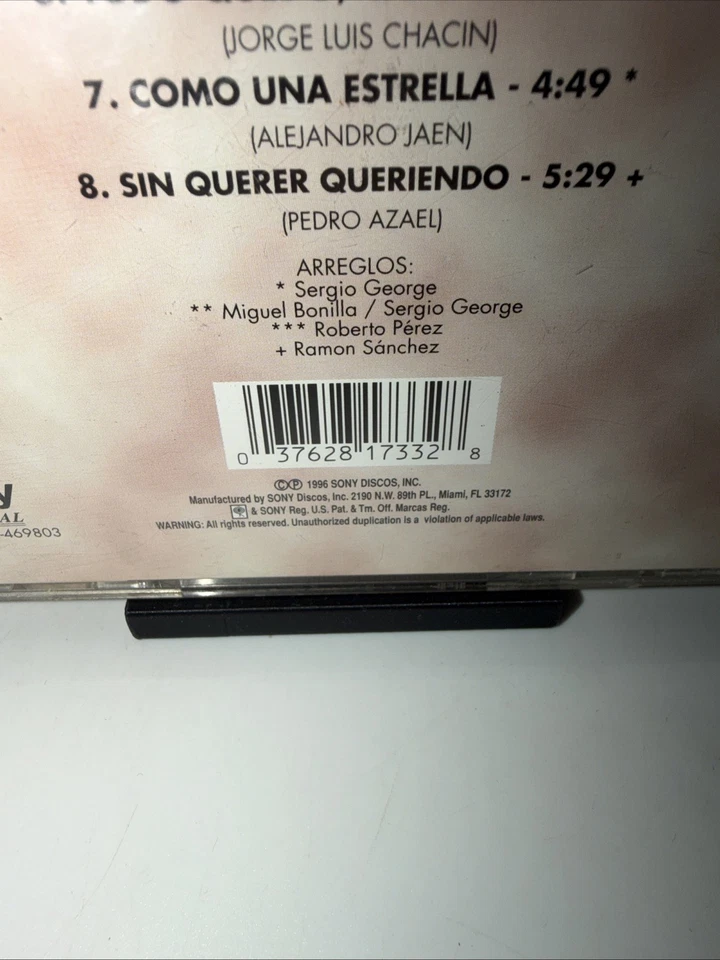 (JORGE LUIS CHACIN)
7. COMO UNA ESTRELLA - 4:49 *
(ALEJANDRO JAEN)
8. SIN QUERER QUERIENDO - 5:29 +
(PEDRO AZAEL)
ARREGLOS:
* Sergio George
** Miguel Bonilla / Sergio George
*** Roberto Pérez
+ Ramon Sánchez
0 37628 17332 8
©℗ 1996 SONY DISCOS, INC.
Manufactured by SONY Discos, Inc. 2190 N.W. 89th PL., Miami, FL 33172
& SONY Reg. U.S. Pat. & Tm. Off. Marcas Reg.
WARNING: All rights reserved. Unauthorized duplication is a violation of applicable laws.
y
AL
-469803